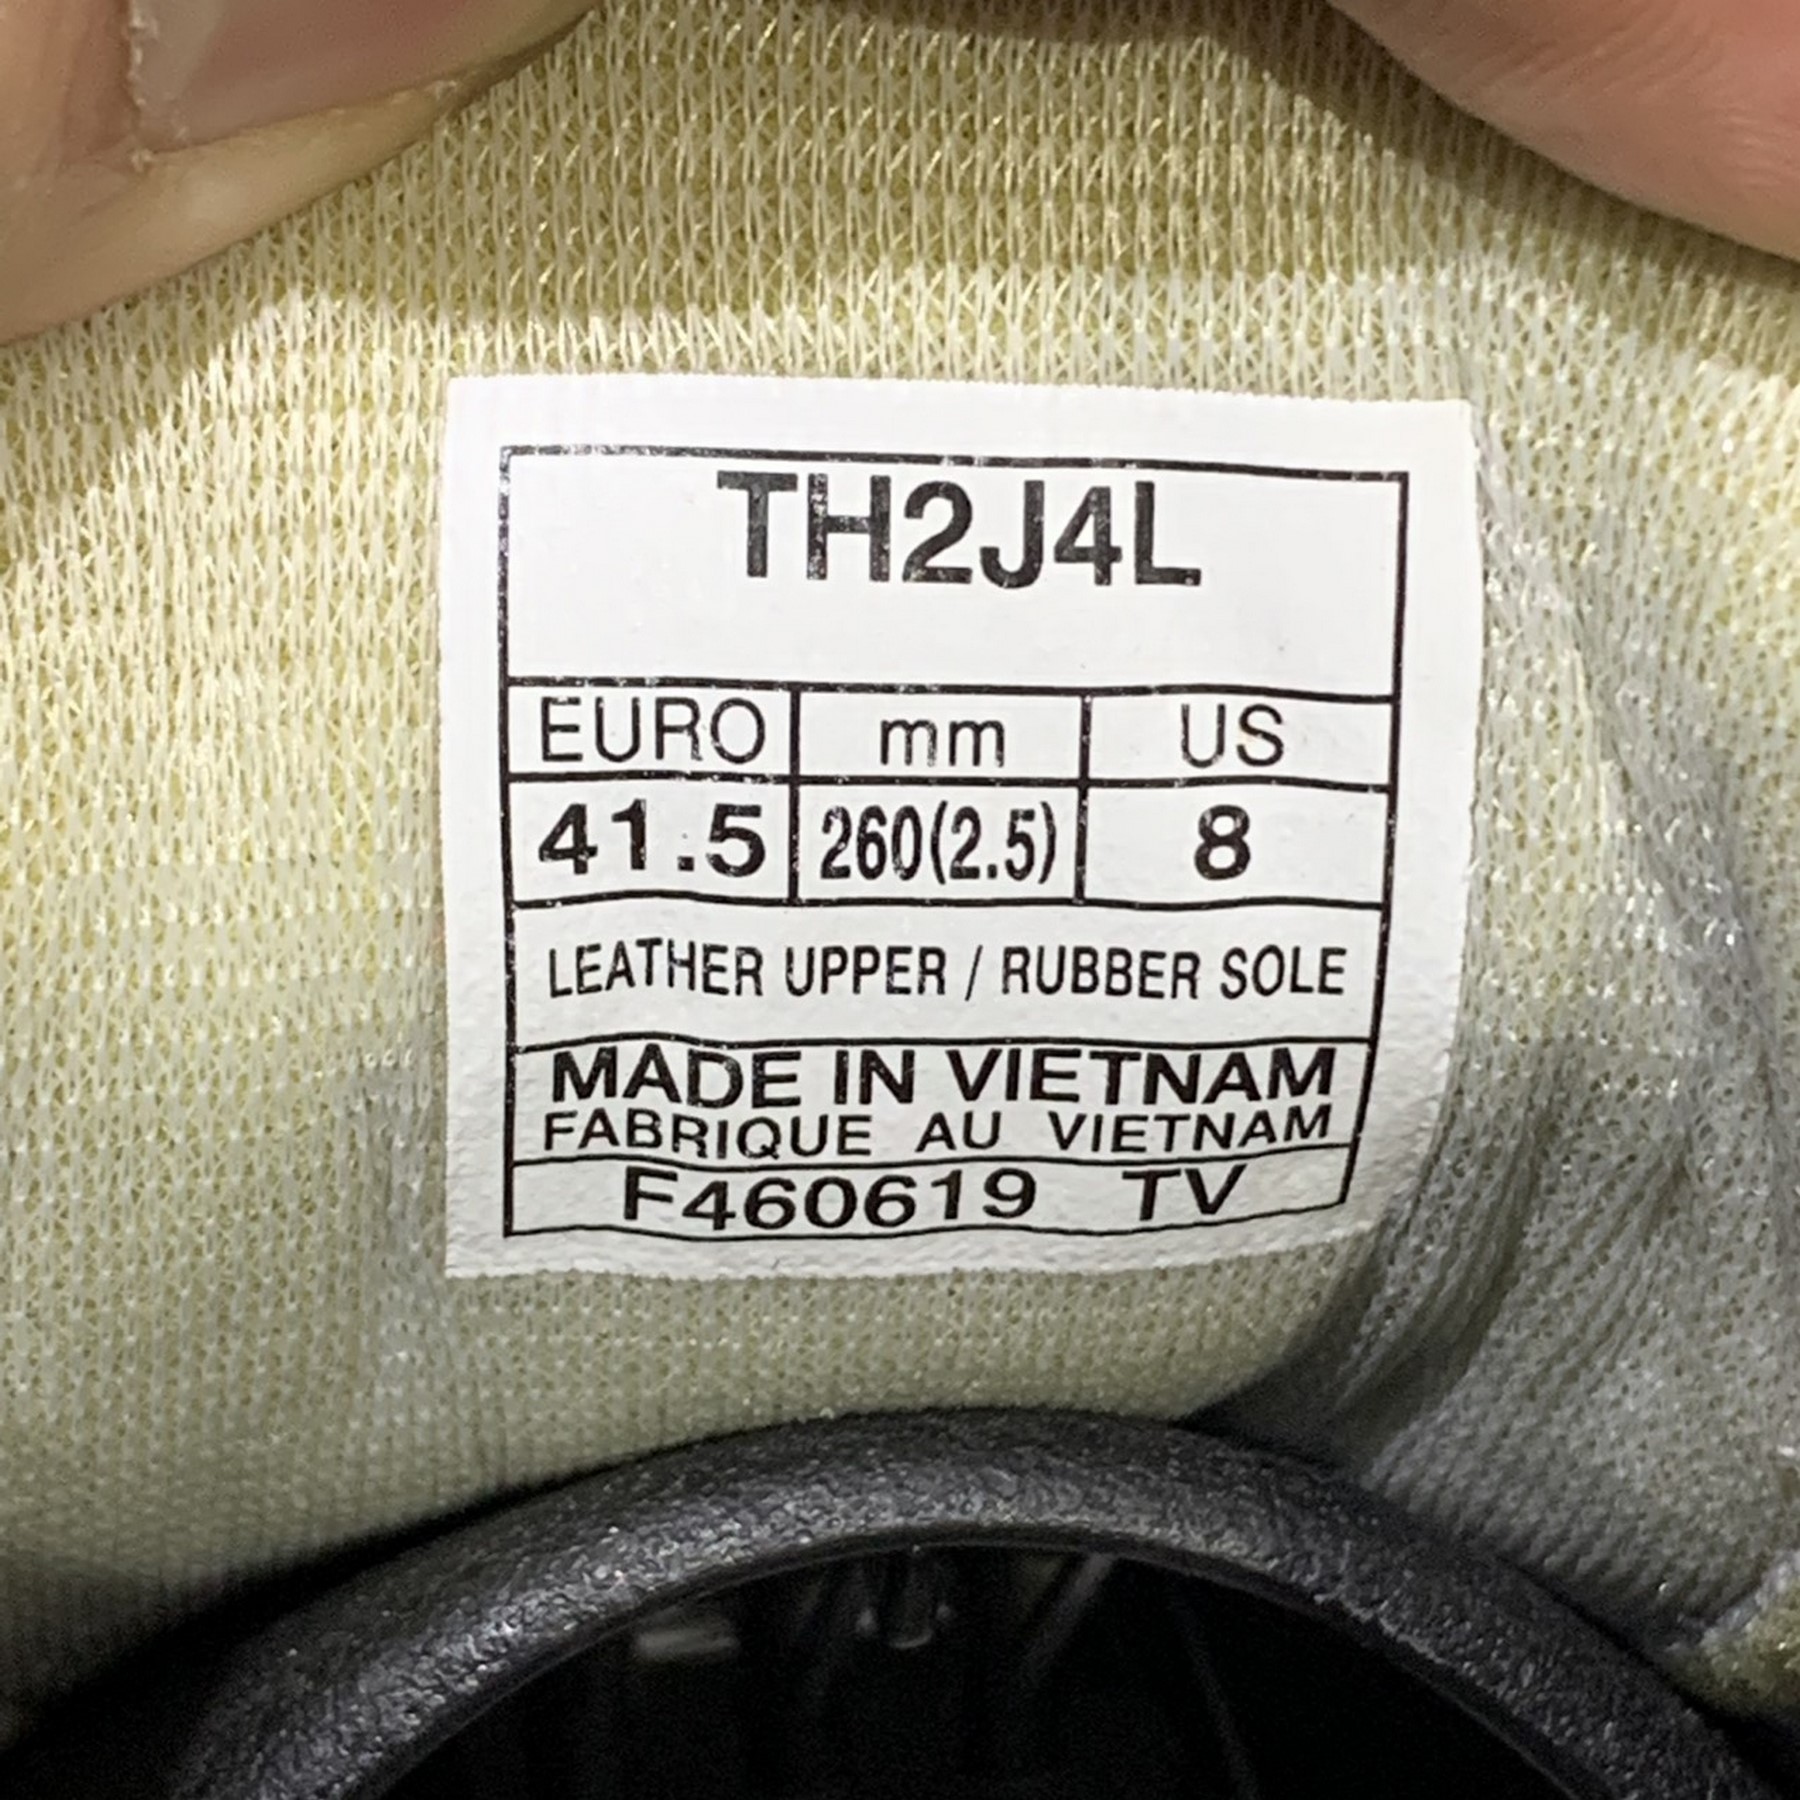 TH2J4L
EURO mm US
41.5 260(2.5) 8
LEATHER UPPER / RUBBER SOLE
MADE IN VIETNAM
FABRIQUE AU VIETNAM
F460619 TV